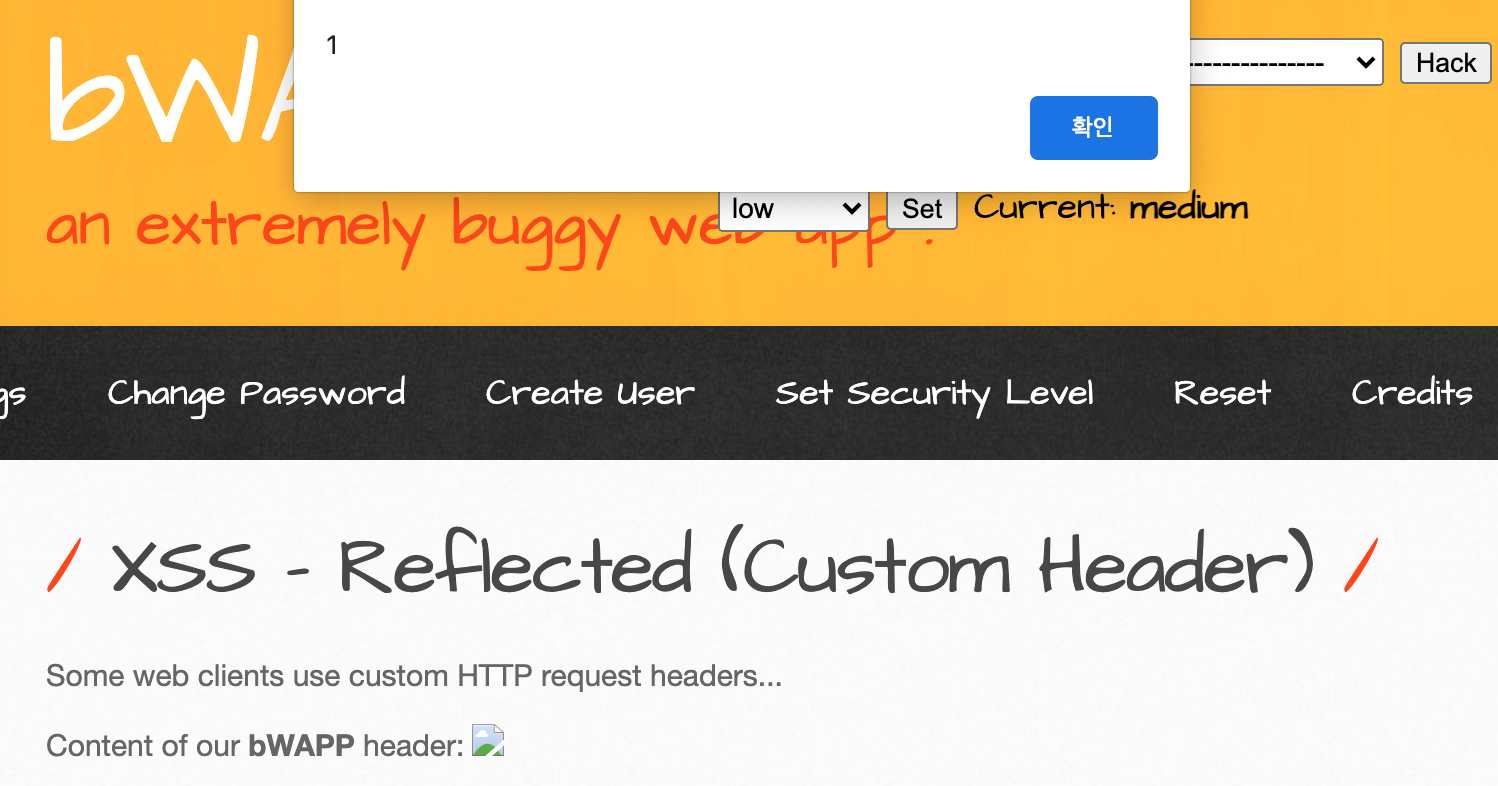 1
확인
bWA
--------------- Hack
an extremely buggy web app !
low Set Current: medium
gs Change Password Create User Set Security Level Reset Credits
/ XSS - Reflected (Custom Header) /
Some web clients use custom HTTP request headers...
Content of our bWAPP header: